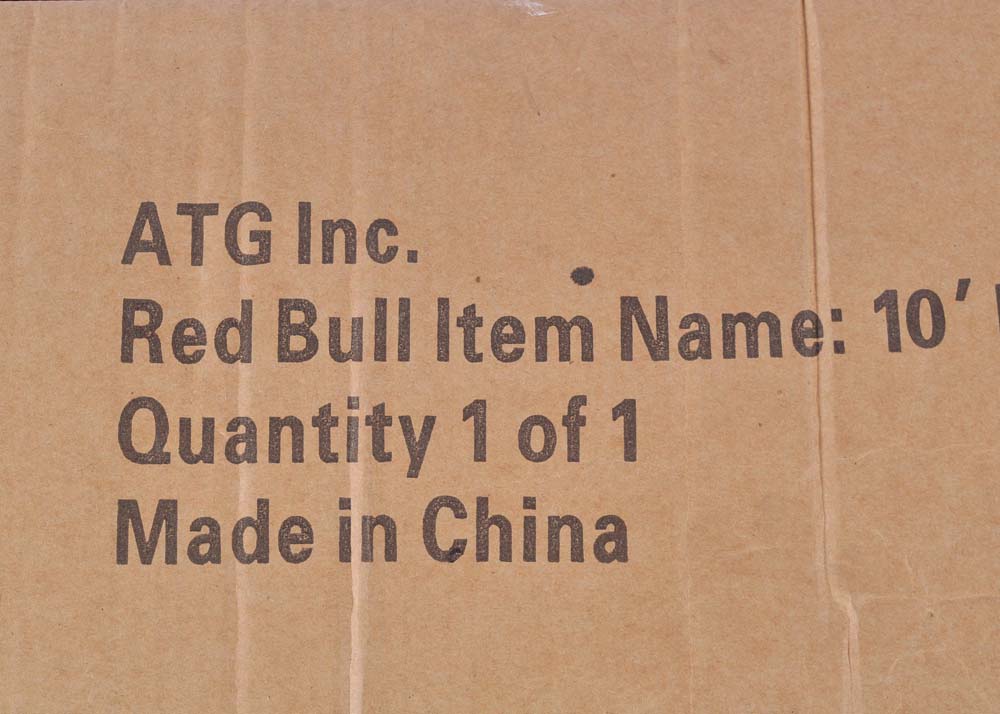 ATG Inc.
Red Bull Item Name: 10′
Quantity 1 of 1
Made in China